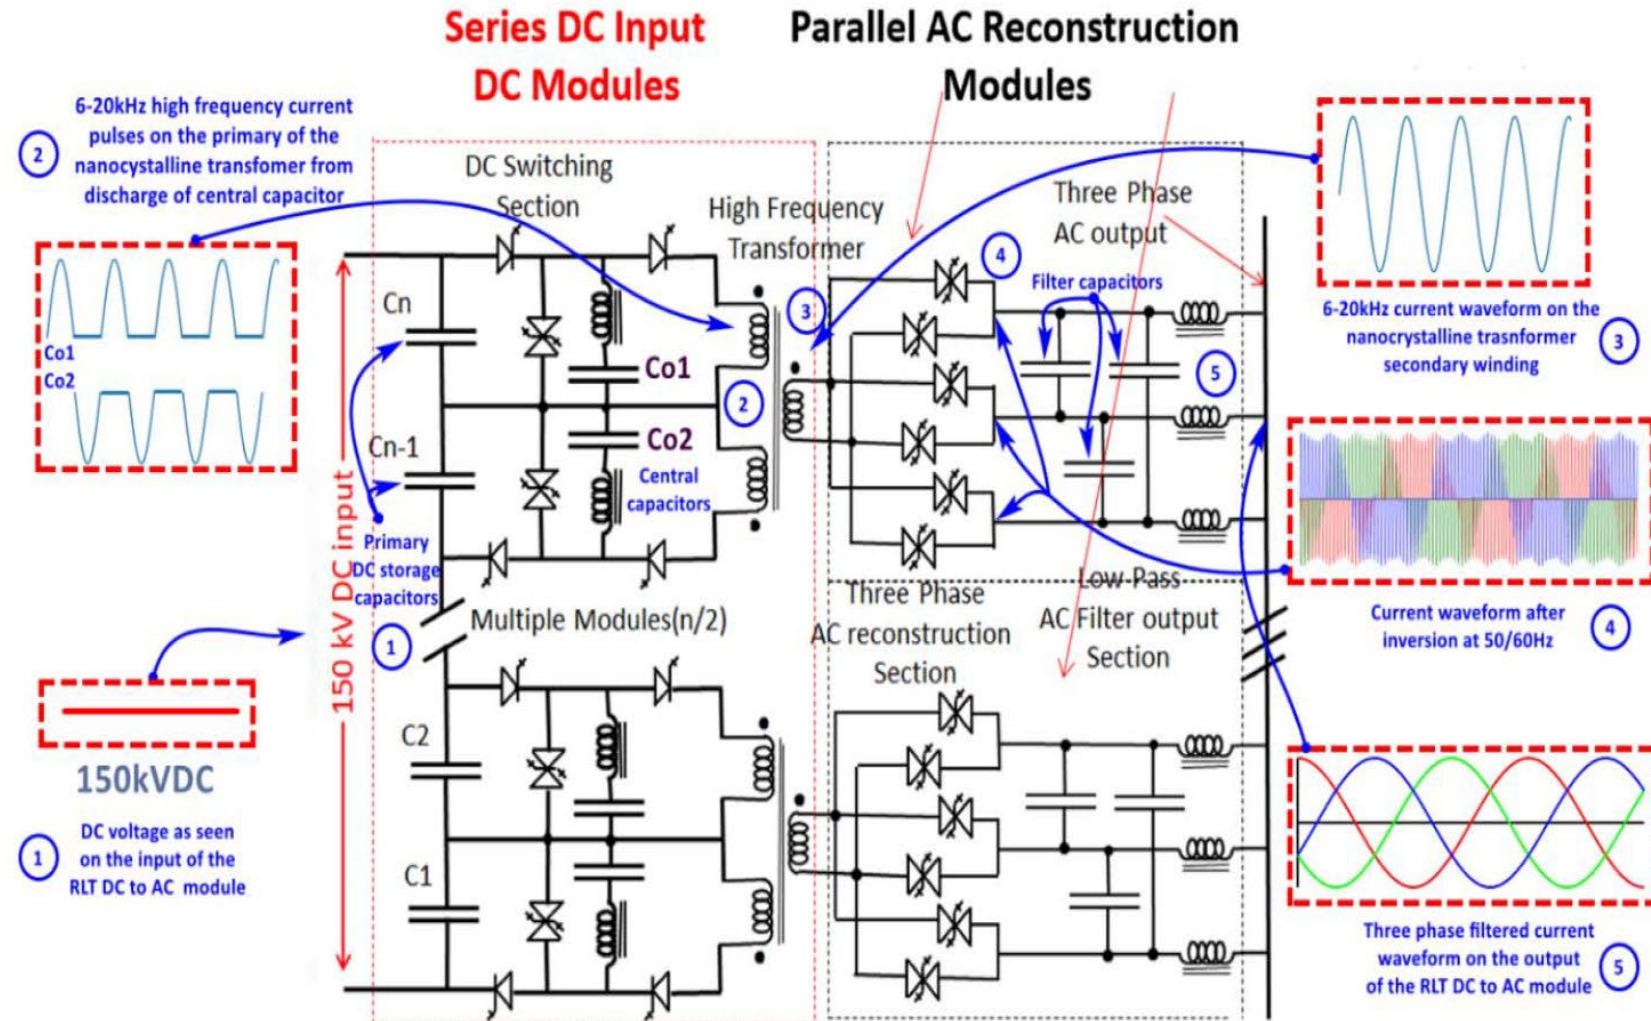 Series DC Input
DC Modules
Parallel AC Reconstruction
Modules
6-20kHz high frequency current
pulses on the primary of the
nanocystalline transfomer from
discharge of central capacitor
2
DC Switching
Section
High Frequency
Transformer
Three Phase
AC output
4
Filter capacitors
3
5
6-20kHz current waveform on the
nanocrystalline trasnformer
secondary winding
3
Co1
Co2
Cn
Cn-1
Co1
2
Co2
Central
capacitors
150 kV DC input
Primary
DC storage
capacitors
1
Multiple Modules(n/2)
Three Phase
AC reconstruction
Section
Low Pass
AC Filter output
Section
Current waveform after
inversion at 50/60Hz
4
150kVDC
1
DC voltage as seen
on the input of the
RLT DC to AC module
C2
C1
Three phase filtered current
waveform on the output
of the RLT DC to AC module
5